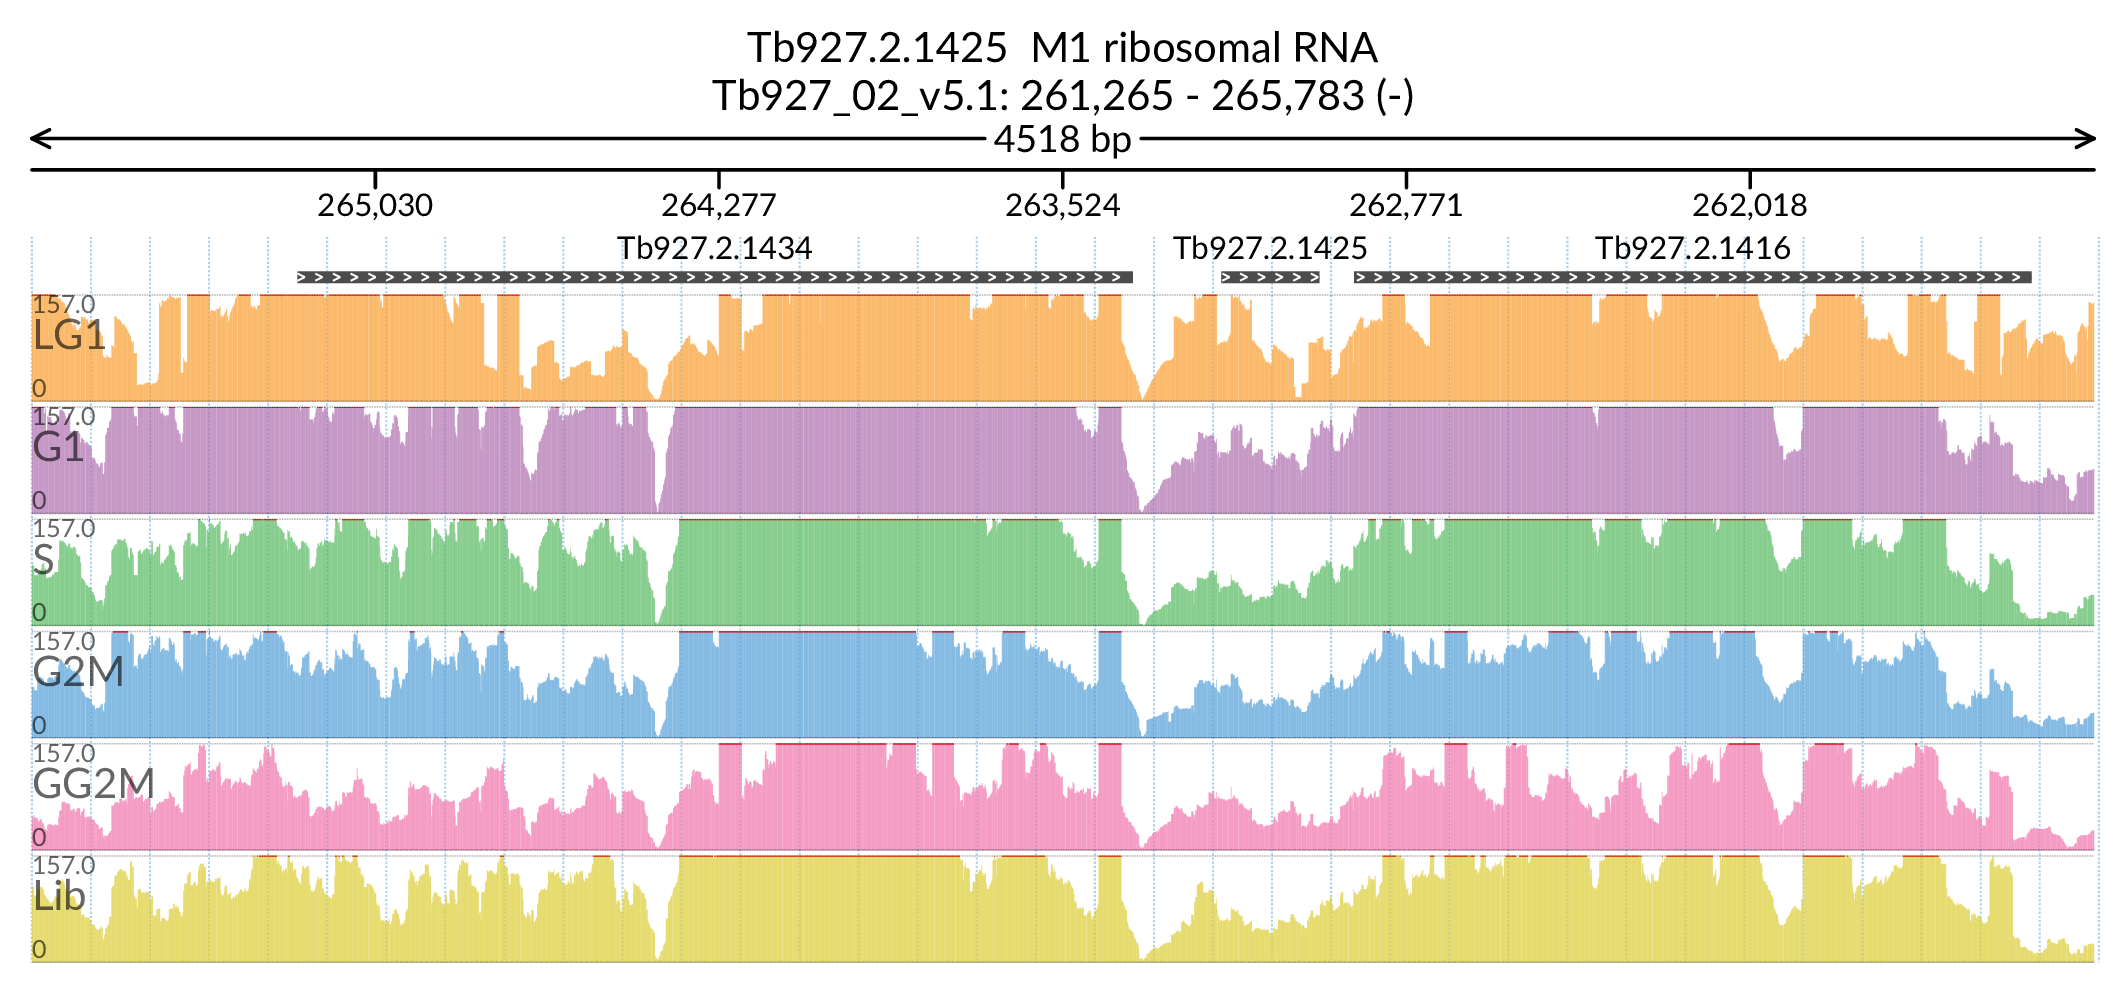 Tb927.2.1425  M1 ribosomal RNA
Tb927_02_v5.1: 261,265 - 265,783 (-)
4518 bp
265,030 264,277 263,524 262,771 262,018
Tb927.2.1434 Tb927.2.1425 Tb927.2.1416
157.0
LG1
0
157.0
G1
0
157.0
S
0
157.0
G2M
0
157.0
GG2M
0
157.0
Lib
0